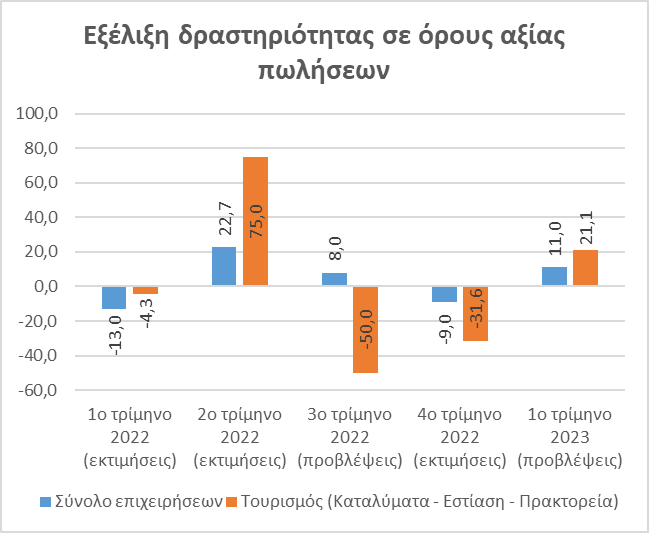 Εξέλιξη δραστηριότητας σε όρους αξίας
πωλήσεων
100,0
80,0
60,0
40,0
20,0
0,0
-20,0
-40,0
-60,0
-13,0
-4,3
22,7
75,0
8,0
-50,0
-9,0
-31,6
11,0
21,1
1ο τρίμηνο
2022
(εκτιμήσεις)
2ο τρίμηνο
2022
(εκτιμήσεις)
3ο τρίμηνο
2022
(προβλέψεις)
4ο τρίμηνο
2022
(εκτιμήσεις)
1ο τρίμηνο
2023
(προβλέψεις)
Σύνολο επιχειρήσεων
Τουρισμός (Καταλύματα - Εστίαση - Πρακτορεία)